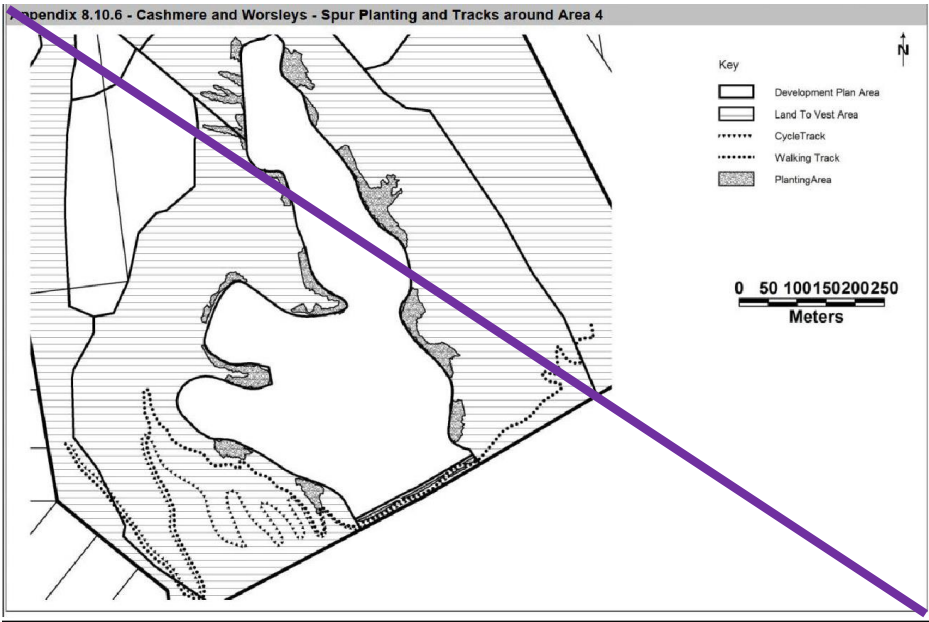 Appendix 8.10.6 - Cashmere and Worsleys - Spur Planting and Tracks around Area 4
N
Key
Development Plan Area
Land To Vest Area
CycleTrack
Walking Track
PlantingArea
0 50 100150200250
Meters